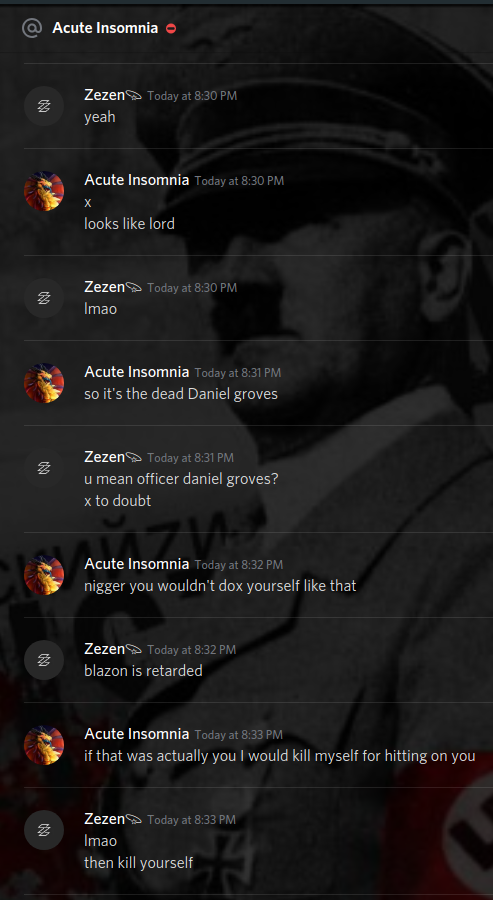 Acute Insomnia
Zezen Today at 8:30 PM
yeah
Acute Insomnia Today at 8:30 PM
x
looks like lord
Zezen Today at 8:30 PM
lmao
Acute Insomnia Today at 8:31 PM
so it's the dead Daniel groves
Zezen Today at 8:31 PM
u mean officer daniel groves?
x to doubt
Acute Insomnia Today at 8:32 PM
nigger you wouldn't dox yourself like that
Zezen Today at 8:32 PM
blazon is retarded
Acute Insomnia Today at 8:33 PM
if that was actually you I would kill myself for hitting on you
Zezen Today at 8:33 PM
lmao
then kill yourself